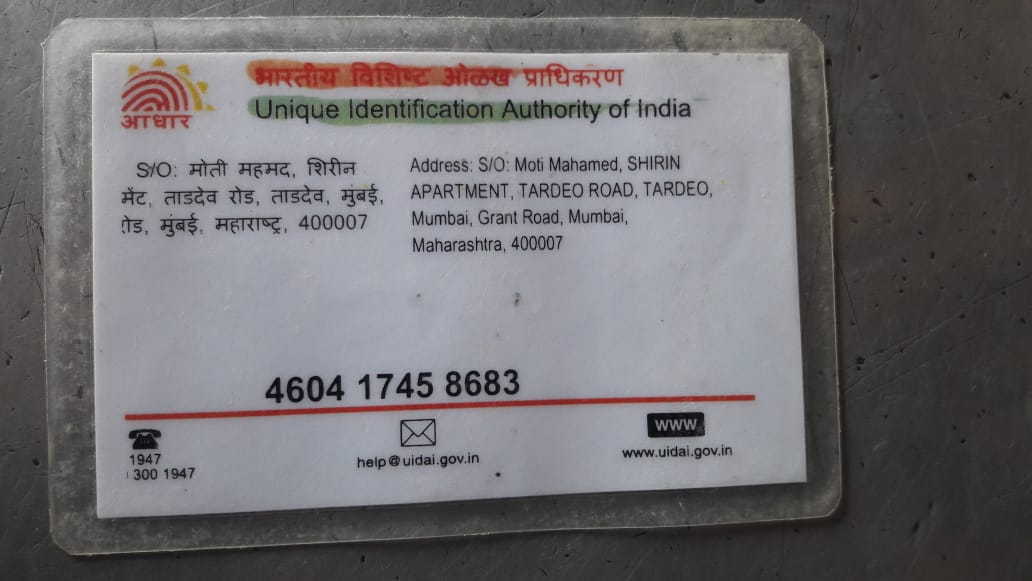 भारतीय विशिष्ट ओळख प्राधिकरण
Unique Identification Authority of India
आधार
S/O: मोती महमद, शिरीन
मेंट, ताडदेव रोड, ताडदेव, मुंबई,
ोड, मुंबई, महाराष्ट्र, 400007
Address: S/O: Moti Mahamed, SHIRIN
APARTMENT, TARDEO ROAD, TARDEO,
Mumbai, Grant Road, Mumbai,
Maharashtra, 400007
4604 1745 8683
1947
300 1947
help@uidai.gov.in
WWW
www.uidai.gov.in